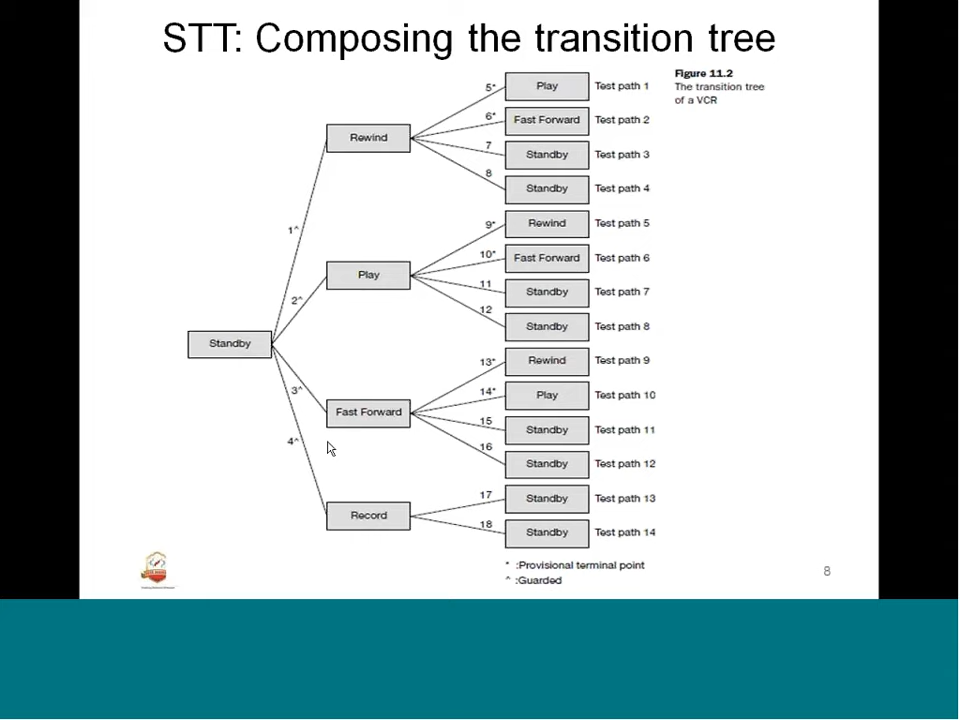 STT: Composing the transition tree
Figure 11.2
The transition tree
of a VCR
5* Play Test path 1
6* Fast Forward Test path 2
Rewind
7 Standby Test path 3
8 Standby Test path 4
1^
9* Rewind Test path 5
10* Fast Forward Test path 6
Play
11 Standby Test path 7
2^
12 Standby Test path 8
Standby
13* Rewind Test path 9
3^
14* Play Test path 10
Fast Forward
15 Standby Test path 11
4^
16 Standby Test path 12
17 Standby Test path 13
Record
18 Standby Test path 14
* :Provisional terminal point
^ :Guarded
8